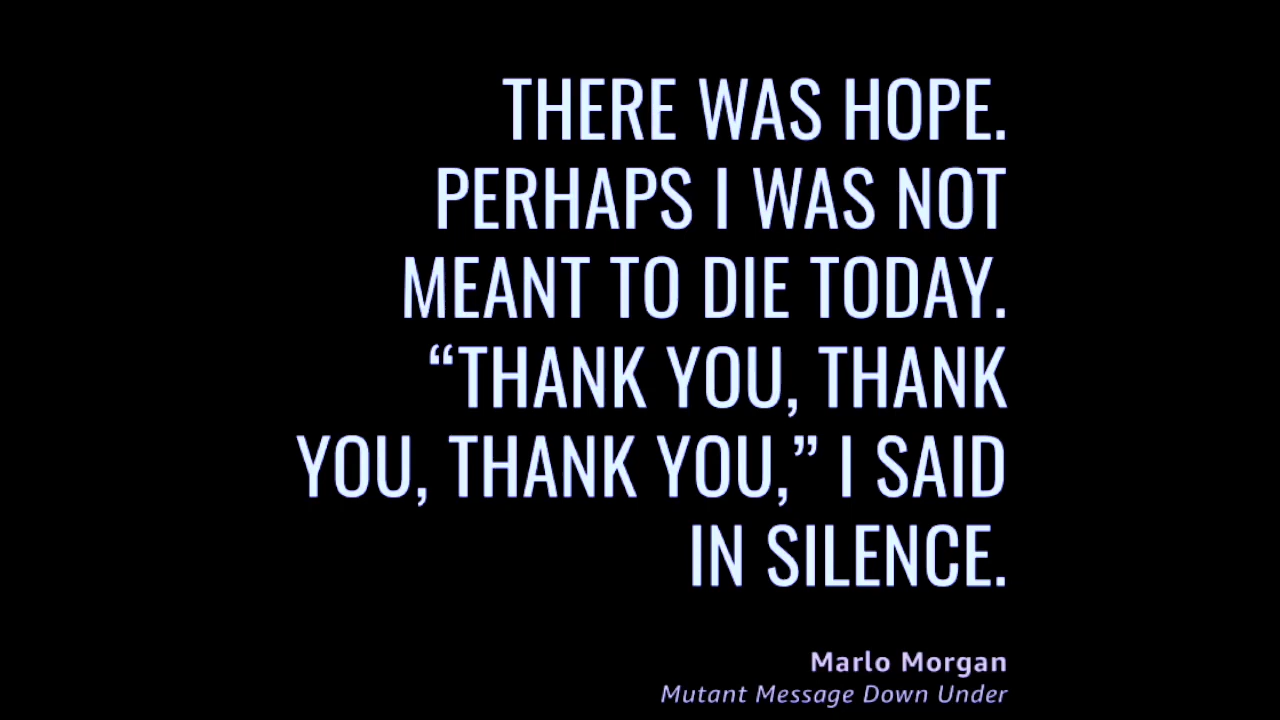 THERE WAS HOPE.
PERHAPS I WAS NOT
MEANT TO DIE TODAY.
“THANK YOU, THANK
YOU, THANK YOU,” I SAID
IN SILENCE.
Marlo Morgan
Mutant Message Down Under